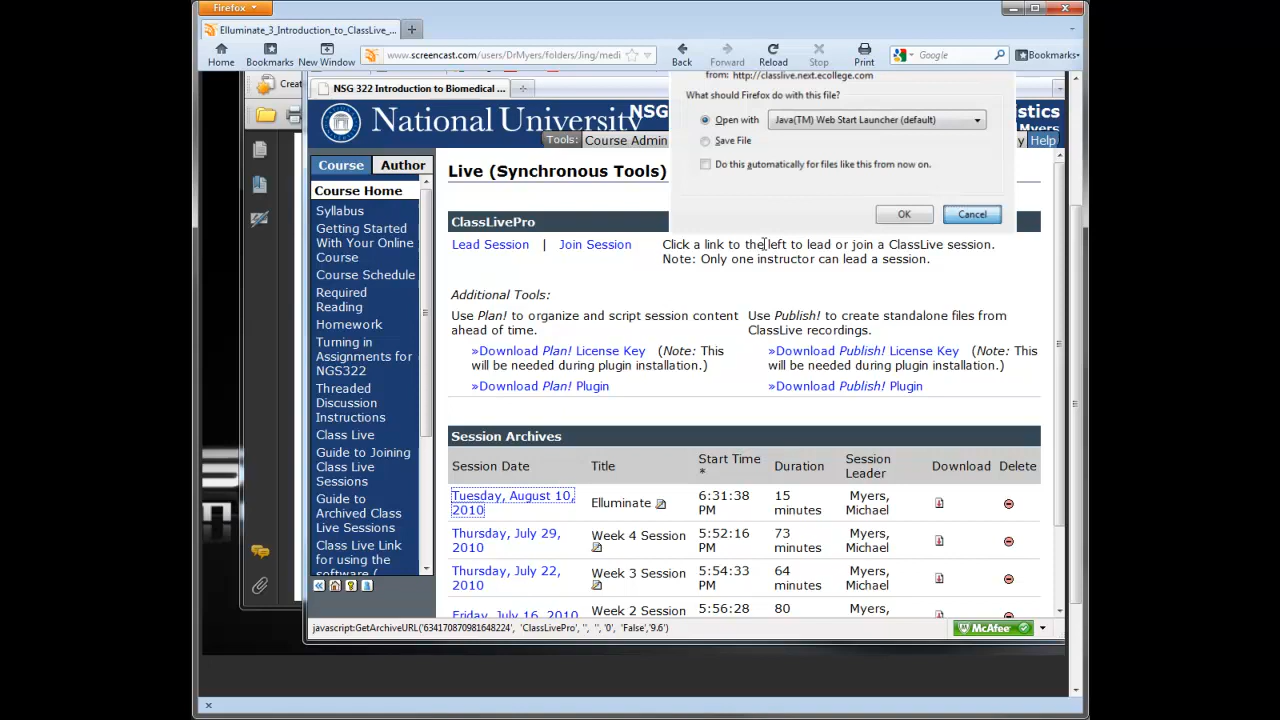 Firefox
Elluminate_3_Introduction_to_ClassLive_...
Home
Bookmarks
New Window
www.screencast.com/users/DrMyers/folders/Jing/medi
Back
Forward
Reload
Stop
Print
Google
Bookmarks
Creat
NSG 322 Introduction to Biomedical ...
from: http://classlive.next.ecollege.com
What should Firefox do with this file?
Open with
Java(TM) Web Start Launcher (default)
Save File
Do this automatically for files like this from now on.
OK
Cancel
National University
NSG
istics
Myers
Tools:
Course Admin
y
Help
Course
Author
Course Home
Syllabus
Getting Started
With Your Online
Course
Course Schedule
Required
Reading
Homework
Turning in
Assignments for
NGS322
Threaded
Discussion
Instructions
Class Live
Guide to Joining
Class Live
Sessions
Guide to
Archived Class
Live Sessions
Class Live Link
for using the
software (
Live (Synchronous Tools)
ClassLivePro
Lead Session | Join Session
Click a link to the left to lead or join a ClassLive session.
Note: Only one instructor can lead a session.
Additional Tools:
Use Plan! to organize and script session content
ahead of time.
»Download Plan! License Key (Note: This
will be needed during plugin installation.)
»Download Plan! Plugin
Use Publish! to create standalone files from
ClassLive recordings.
»Download Publish! License Key (Note: This
will be needed during plugin installation.)
»Download Publish! Plugin
Session Archives
Session Date Title Start Time * Duration Session Leader Download Delete
Tuesday, August 10, 2010 Elluminate 6:31:38 PM 15 minutes Myers, Michael
Thursday, July 29, 2010 Week 4 Session 5:52:16 PM 73 minutes Myers, Michael
Thursday, July 22, 2010 Week 3 Session 5:54:33 PM 64 minutes Myers, Michael
Friday, July 16, 2010 Week 2 Session 5:56:28 80 Myers,
javascript:GetArchiveURL('634170870981648224', 'ClassLivePro', '', '', '0', 'False','9.6')
McAfee